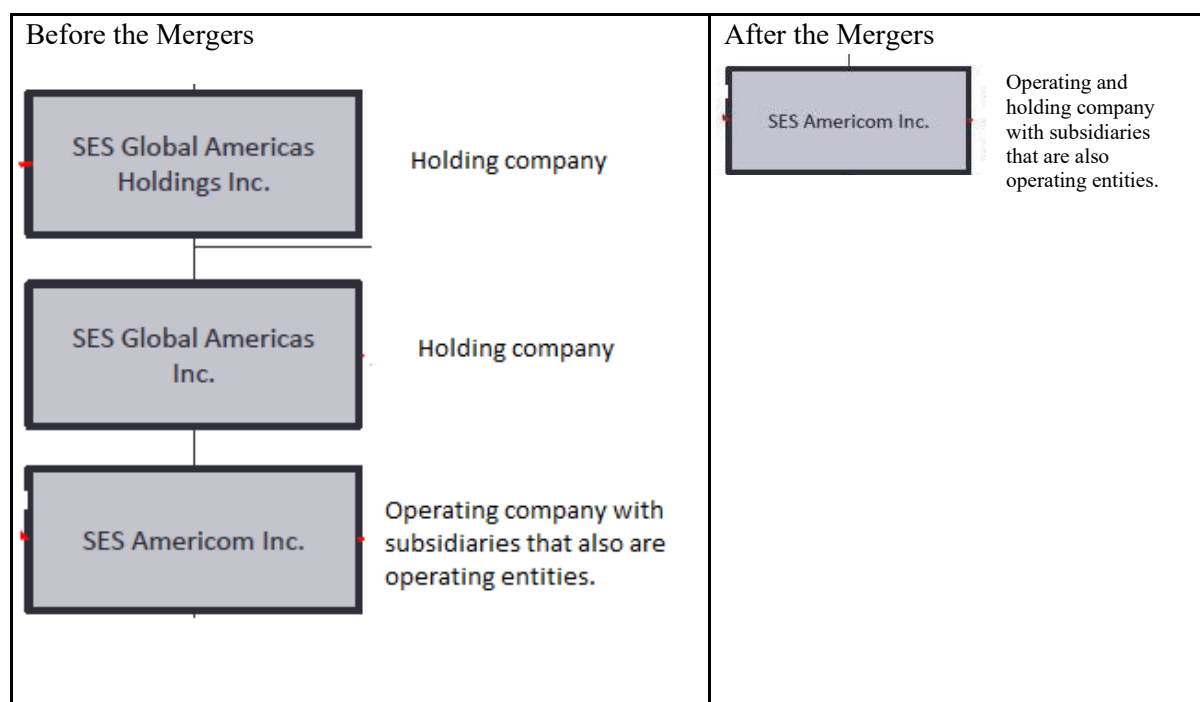 Before the Mergers
SES Global Americas
Holdings Inc.
Holding company
SES Global Americas
Inc.
Holding company
SES Americom Inc.
Operating company with
subsidiaries that also are
operating entities.
After the Mergers
SES Americom Inc.
Operating and
holding company
with subsidiaries
that are also
operating entities.